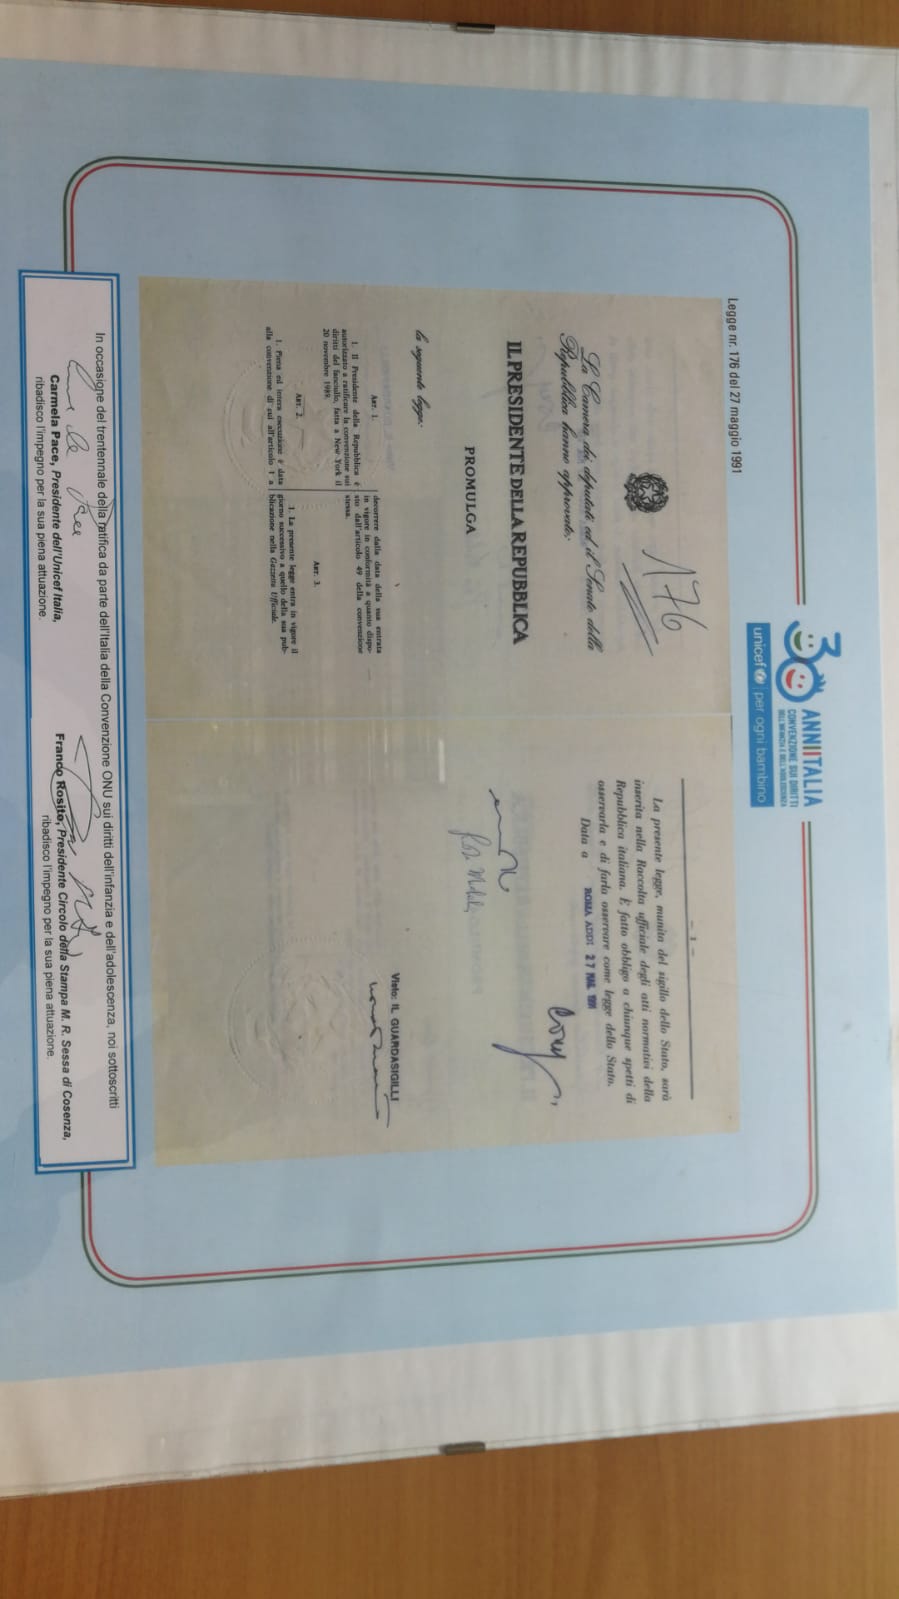 30 ANNI ITALIA
CONVENZIONE SUI DIRITTI
DELL'INFANZIA E DELL'ADOLESCENZA
unicef | per ogni bambino
Legge nr. 176 del 27 maggio 1991
176
La Camera dei deputati ed il Senato della
Repubblica hanno approvato;
IL PRESIDENTE DELLA REPUBBLICA
PROMULGA
la seguente legge:
ART. 1.
1. Il Presidente della Repubblica è
autorizzato a ratificare la convenzione sui
diritti del fanciullo, fatta a New York il
20 novembre 1989.
ART. 2.
1. Piena ed intera esecuzione è data
alla convenzione di cui all'articolo 1 a
decorrere dalla data della sua entrata
in vigore in conformità a quanto dispo-
sto dall'articolo 49 della convenzione
stessa.
ART. 3.
1. La presente legge entra in vigore il
giorno successivo a quello della sua pub-
blicazione nella Gazzetta Ufficiale.
— 1 —
La presente legge, munita del sigillo dello Stato, sarà
inserita nella Raccolta ufficiale degli atti normativi della
Repubblica italiana. È fatto obbligo a chiunque spetti di
osservarla e di farla osservare come legge dello Stato.
Data a ROMA ADDI 27 MAG. 1991
Visto: IL GUARDASIGILLI
In occasione del trentennale della ratifica da parte dell'Italia della Convenzione ONU sui diritti dell'infanzia e dell'adolescenza, noi sottoscritti
Carmela Pace, Presidente dell'Unicef Italia,
ribadisco l'impegno per la sua piena attuazione.
Franco Rosito, Presidente Circolo della Stampa M. R. Sessa di Cosenza,
ribadisco l'impegno per la sua piena attuazione.